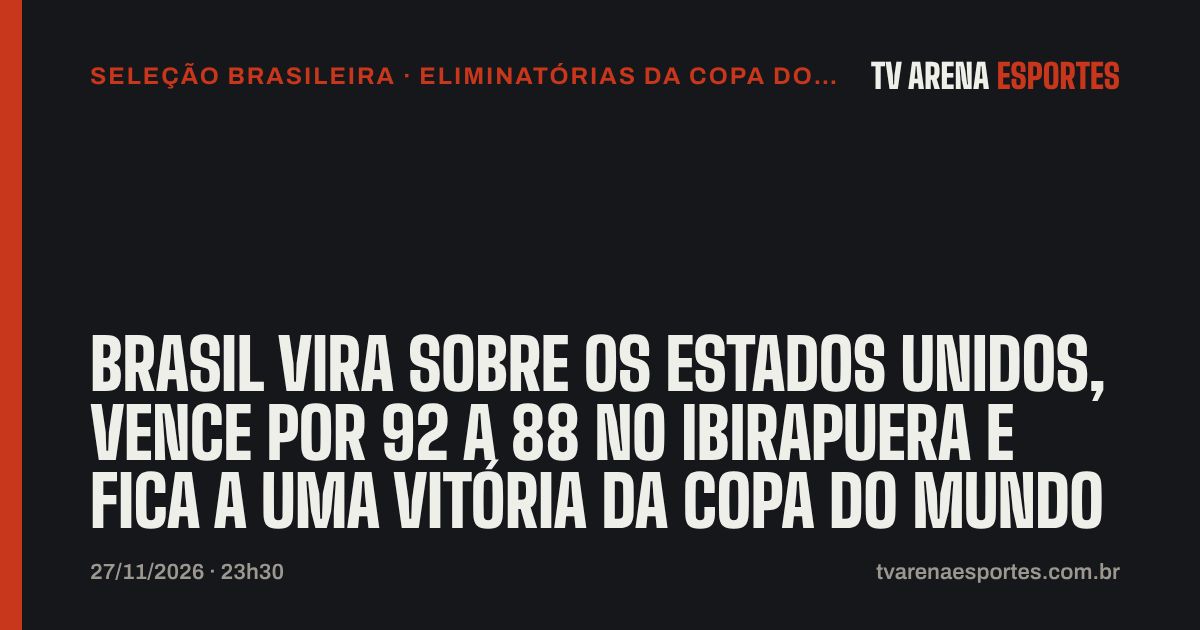 SELEÇÃO BRASILEIRA · ELIMINATÓRIAS DA COPA DO...
TV ARENA ESPORTES
BRASIL VIRA SOBRE OS ESTADOS UNIDOS,
VENCE POR 92 A 88 NO IBIRAPUERA E
FICA A UMA VITÓRIA DA COPA DO MUNDO
27/11/2026 · 23h30
tvarenaesportes.com.br